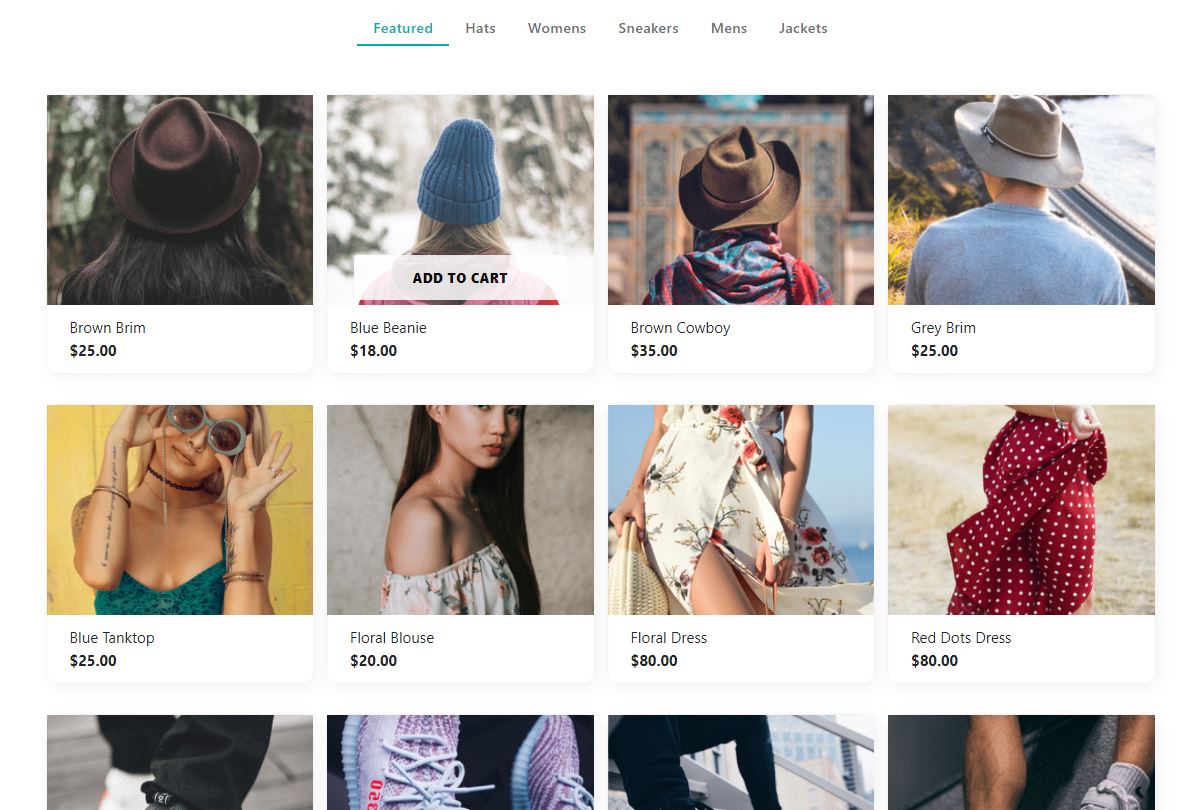 Featured Hats Womens Sneakers Mens Jackets
ADD TO CART
Brown Brim
$25.00
Blue Beanie
$18.00
Brown Cowboy
$35.00
Grey Brim
$25.00
Blue Tanktop
$25.00
Floral Blouse
$20.00
Floral Dress
$80.00
Red Dots Dress
$80.00